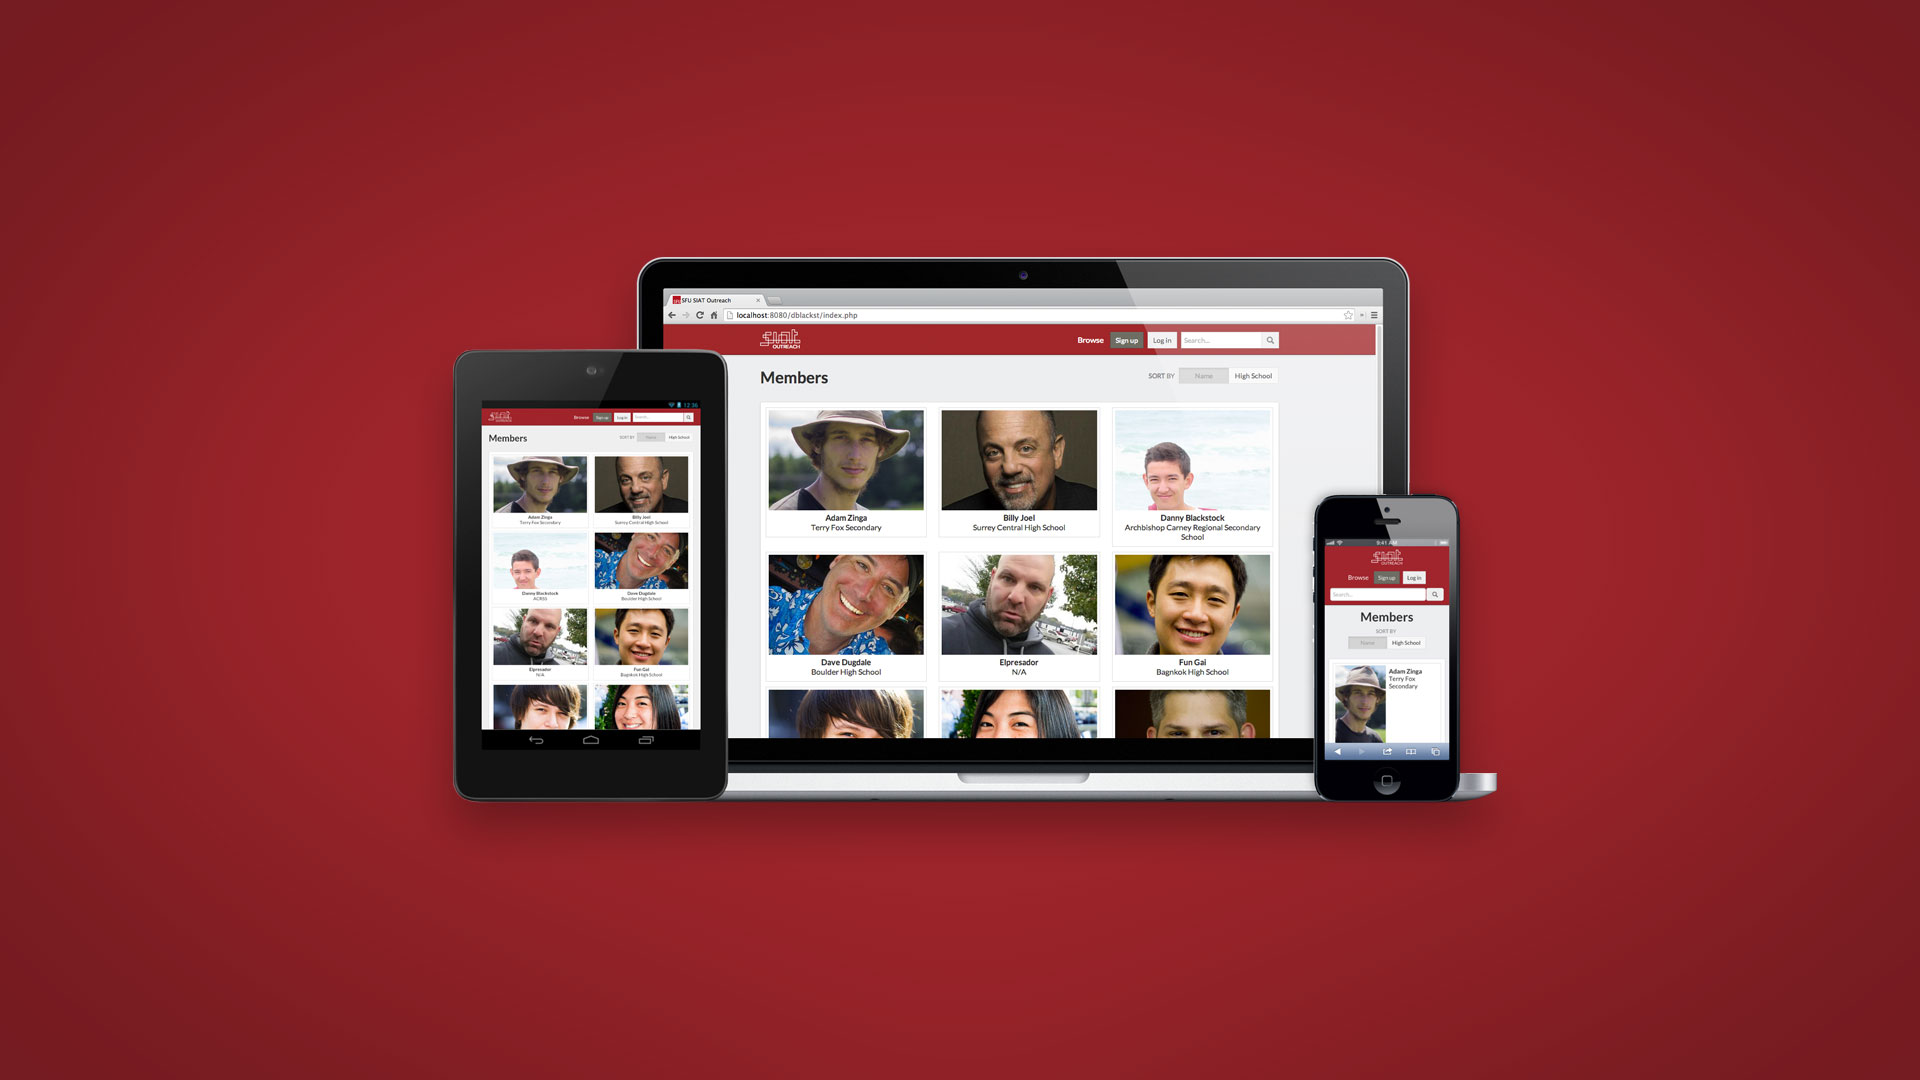 SFU SIAT Outreach
localhost:8080/dblackst/index.php
siat
OUTREACH
Browse
Sign up
Log in
Search...
Members
SORT BY
Name
High School
Adam Zinga
Terry Fox Secondary
Billy Joel
Surrey Central High School
Danny Blackstock
Archbishop Carney Regional Secondary
School
Dave Dugdale
Boulder High School
Elpresador
N/A
Fun Gai
Bagnkok High School
12:36
siat
OUTREACH
Browse
Sign up
Log in
Search...
Members
SORT BY
Name
High School
Adam Zinga
Terry Fox Secondary
Billy Joel
Surrey Central High School
Danny Blackstock
ACRSS
Dave Dugdale
Boulder High School
Elpresador
N/A
Fun Gai
Bagnkok High School
9:41 AM
siat
OUTREACH
Browse
Sign up
Log in
Search...
Members
SORT BY
Name
High School
Adam Zinga
Terry Fox
Secondary